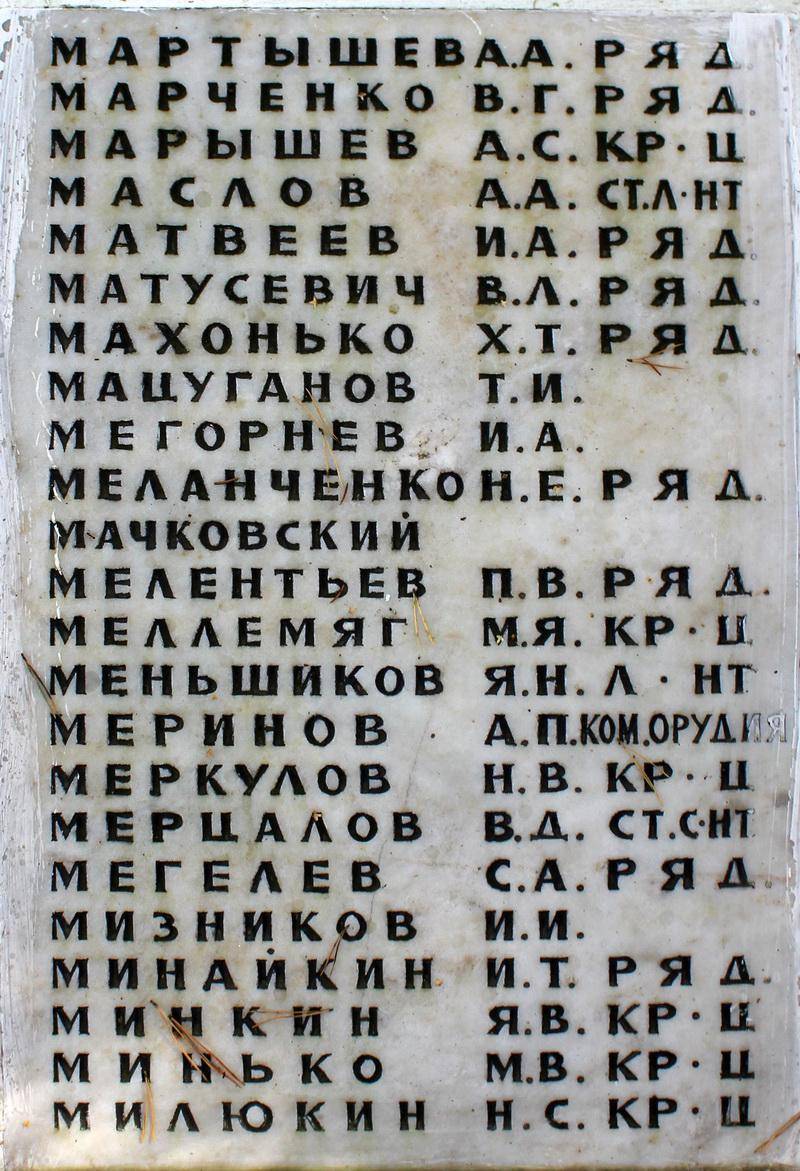 МАРТЫШЕВ А.А. РЯД.
МАРЧЕНКО В.Г. РЯД.
МАРЫШЕВ А.С. КР-Ц
МАСЛОВ А.А. СТ.Л-НТ
МАТВЕЕВ И.А. РЯД.
МАТУСЕВИЧ В.Л. РЯД.
МАХОНЬКО Х.Т. РЯД.
МАЦУГАНОВ Т.И.
МЕГОРНЕВ И.А.
МЕЛАНЧЕНКО Н.Е. РЯД.
МАЧКОВСКИЙ
МЕЛЕНТЬЕВ П.В. РЯД.
МЕЛЛЕМЯГ М.Я. КР-Ц
МЕНЬШИКОВ Я.Н. Л-НТ
МЕРИНОВ А.П. КОМ.ОРУДИЯ
МЕРКУЛОВ Н.В. КР-Ц
МЕРЦАЛОВ В.Д. СТ.С-НТ
МЕГЕЛЕВ С.А. РЯД.
МИЗНИКОВ И.И.
МИНАЙКИН И.Т. РЯД.
МИНКИН Я.В. КР-Ц
МИНЬКО М.В. КР-Ц
МИЛЮКИН Н.С. КР-Ц